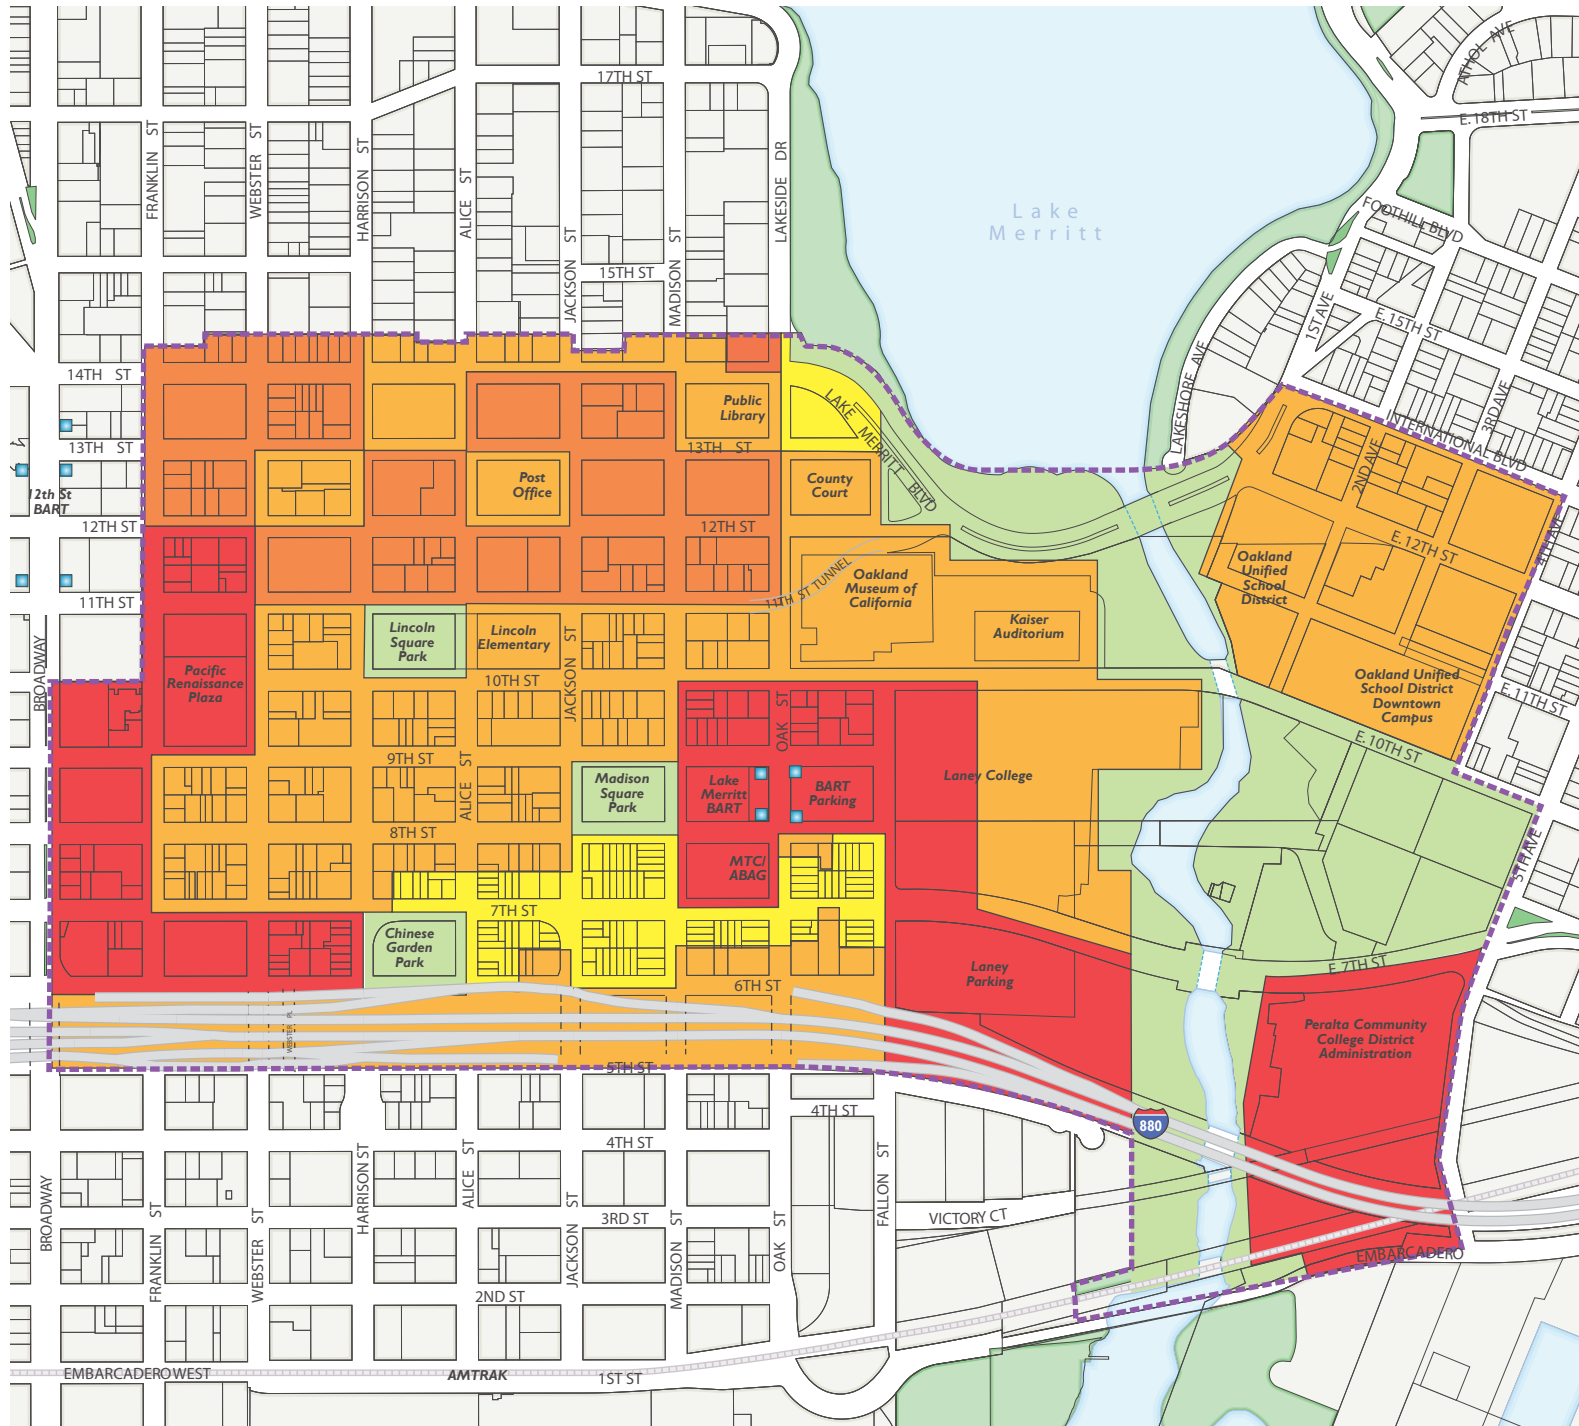 17TH ST
ATHOL AVE
E.18TH ST
FRANKLIN ST
WEBSTER ST
HARRISON ST
ALICE ST
LAKESIDE DR
Lake
Merritt
FOOTHILL BLVD
JACKSON ST
MADISON ST
15TH ST
1ST AVE
E.15TH ST
LAKESHORE AVE
3RD AVE
14TH ST
Public
Library
LAKE MERRITT BLVD
INTERNATIONAL BLVD
2ND AVE
13TH ST
13TH ST
12th St
BART
Post
Office
County
Court
12TH ST
12TH ST
E.12TH ST
4TH AVE
11TH ST
11TH ST TUNNEL
Oakland
Museum of
California
Oakland
Unified
School
District
Kaiser
Auditorium
Lincoln
Square
Park
Lincoln
Elementary
JACKSON ST
BROADWAY
Pacific
Renaissance
Plaza
10TH ST
OAK ST
Oakland Unified
School District
Downtown
Campus
E.11TH ST
E.10TH ST
9TH ST
ALICE ST
Madison
Square
Park
Lake
Merritt
BART
BART
Parking
Laney College
8TH ST
MTC/
ABAG
5TH AVE
7TH ST
Chinese
Garden
Park
E.7TH ST
Laney
Parking
6TH ST
WEBSTER PL
Peralta Community
College District
Administration
5TH ST
4TH ST
880
4TH ST
BROADWAY
FRANKLIN ST
WEBSTER ST
HARRISON ST
ALICE ST
JACKSON ST
MADISON ST
OAK ST
FALLON ST
3RD ST
VICTORY CT
EMBARCADERO
2ND ST
EMBARCADERO WEST
AMTRAK
1ST ST